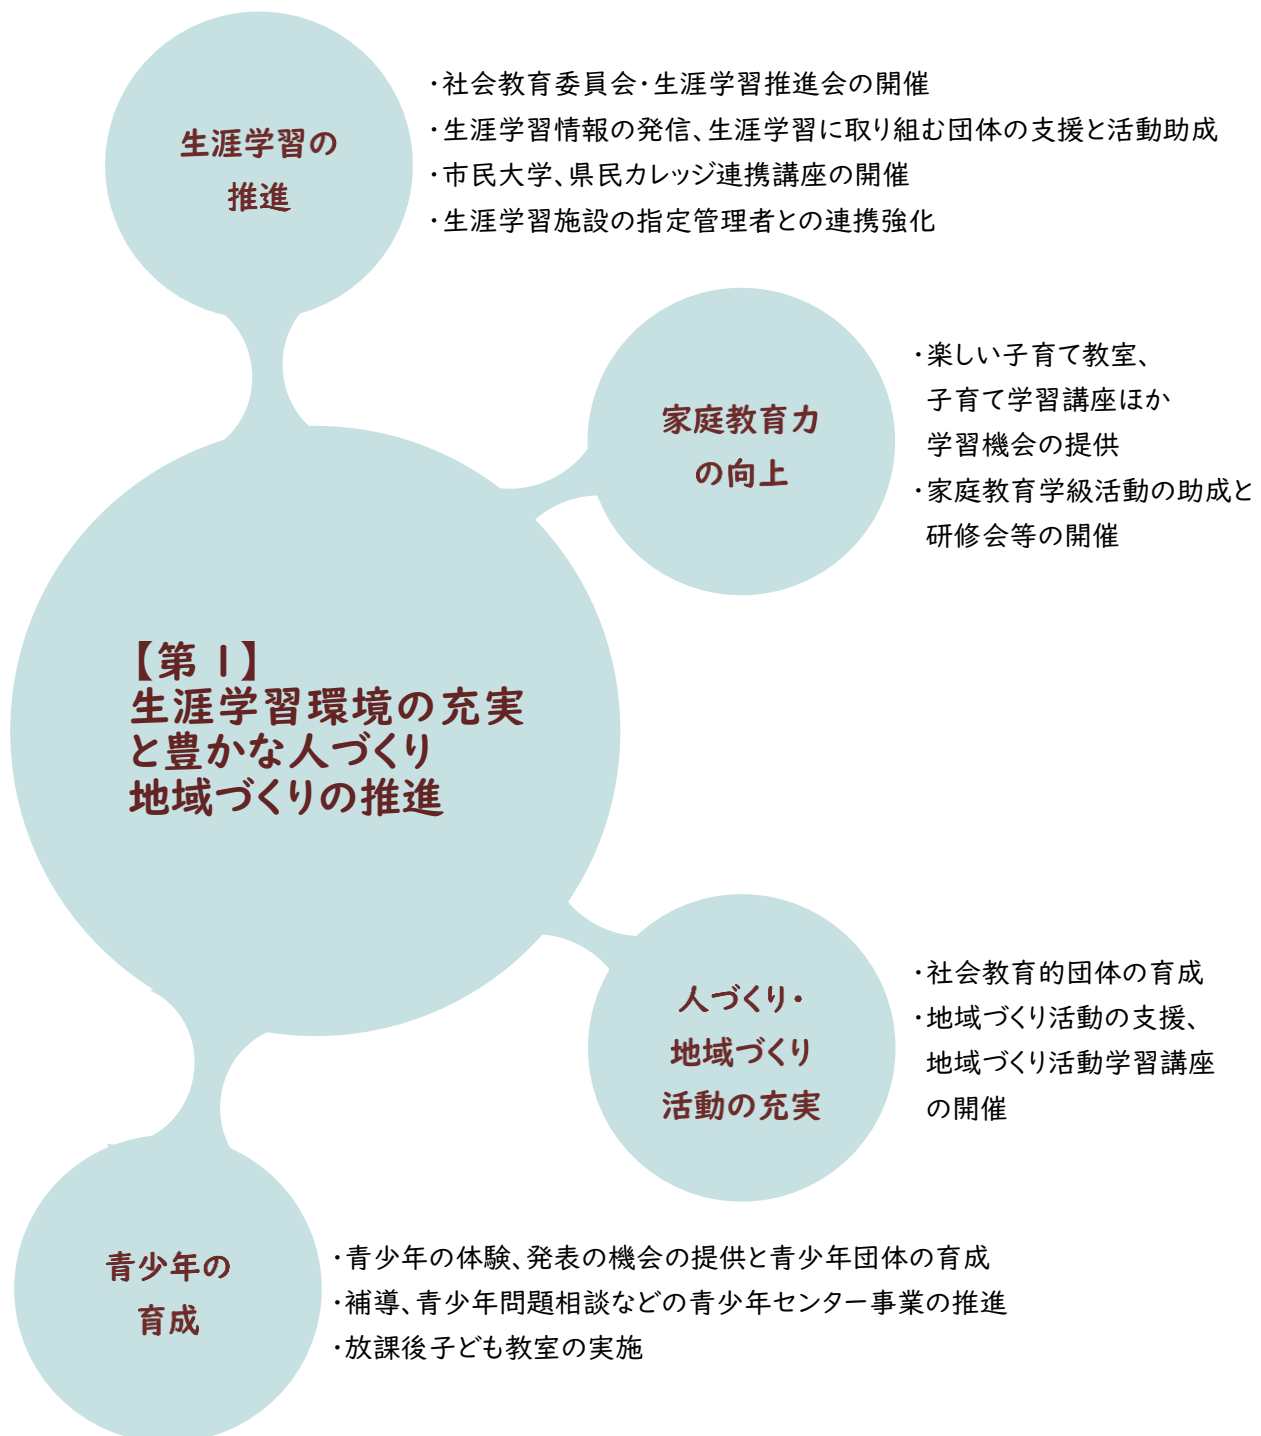 生涯学習の
推進
・社会教育委員会・生涯学習推進会の開催
・生涯学習情報の発信、生涯学習に取り組む団体の支援と活動助成
・市民大学、県民カレッジ連携講座の開催
・生涯学習施設の指定管理者との連携強化
家庭教育力
の向上
・楽しい子育て教室、
子育て学習講座ほか
学習機会の提供
・家庭教育学級活動の助成と
研修会等の開催
【第1】
生涯学習環境の充実
と豊かな人づくり
地域づくりの推進
人づくり・
地域づくり
活動の充実
・社会教育的団体の育成
・地域づくり活動の支援、
地域づくり活動学習講座
の開催
青少年の
育成
・青少年の体験、発表の機会の提供と青少年団体の育成
・補導、青少年問題相談などの青少年センター事業の推進
・放課後子ども教室の実施